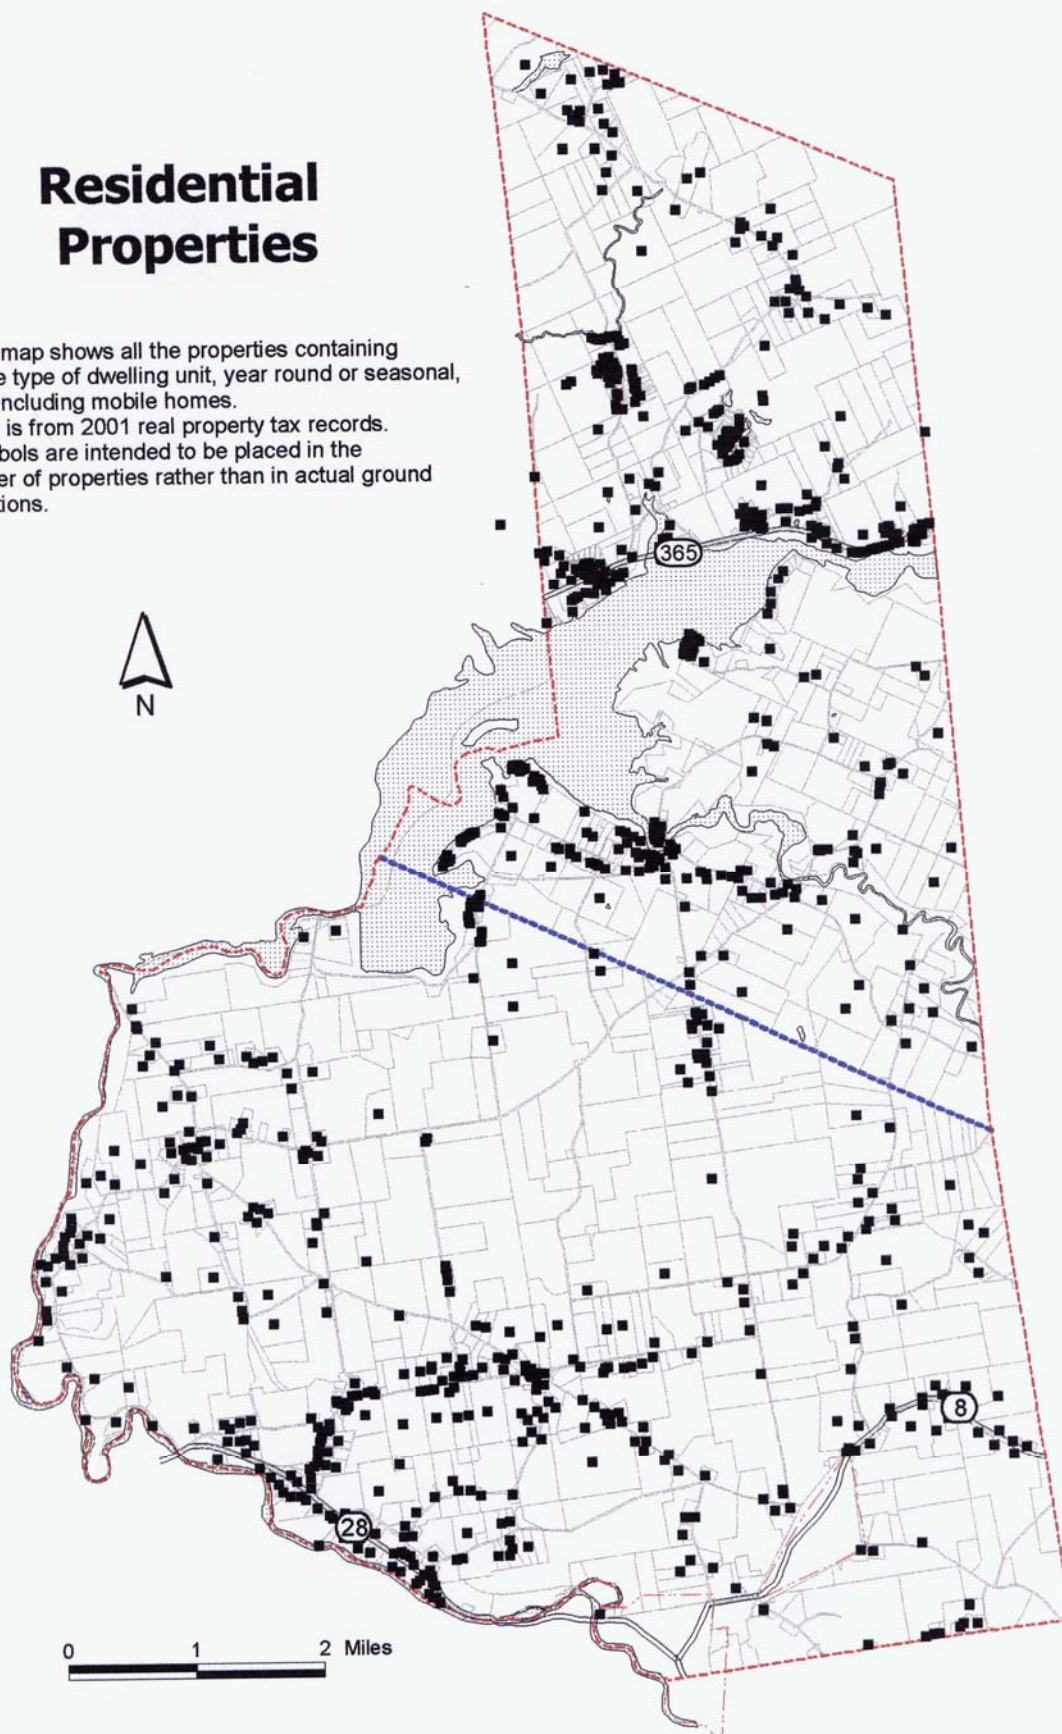 Residential
Properties
map shows all the properties containing
e type of dwelling unit, year round or seasonal,
including mobile homes.
is from 2001 real property tax records.
bols are intended to be placed in the
er of properties rather than in actual ground
tions.
365
N
8
28
0 1 2 Miles